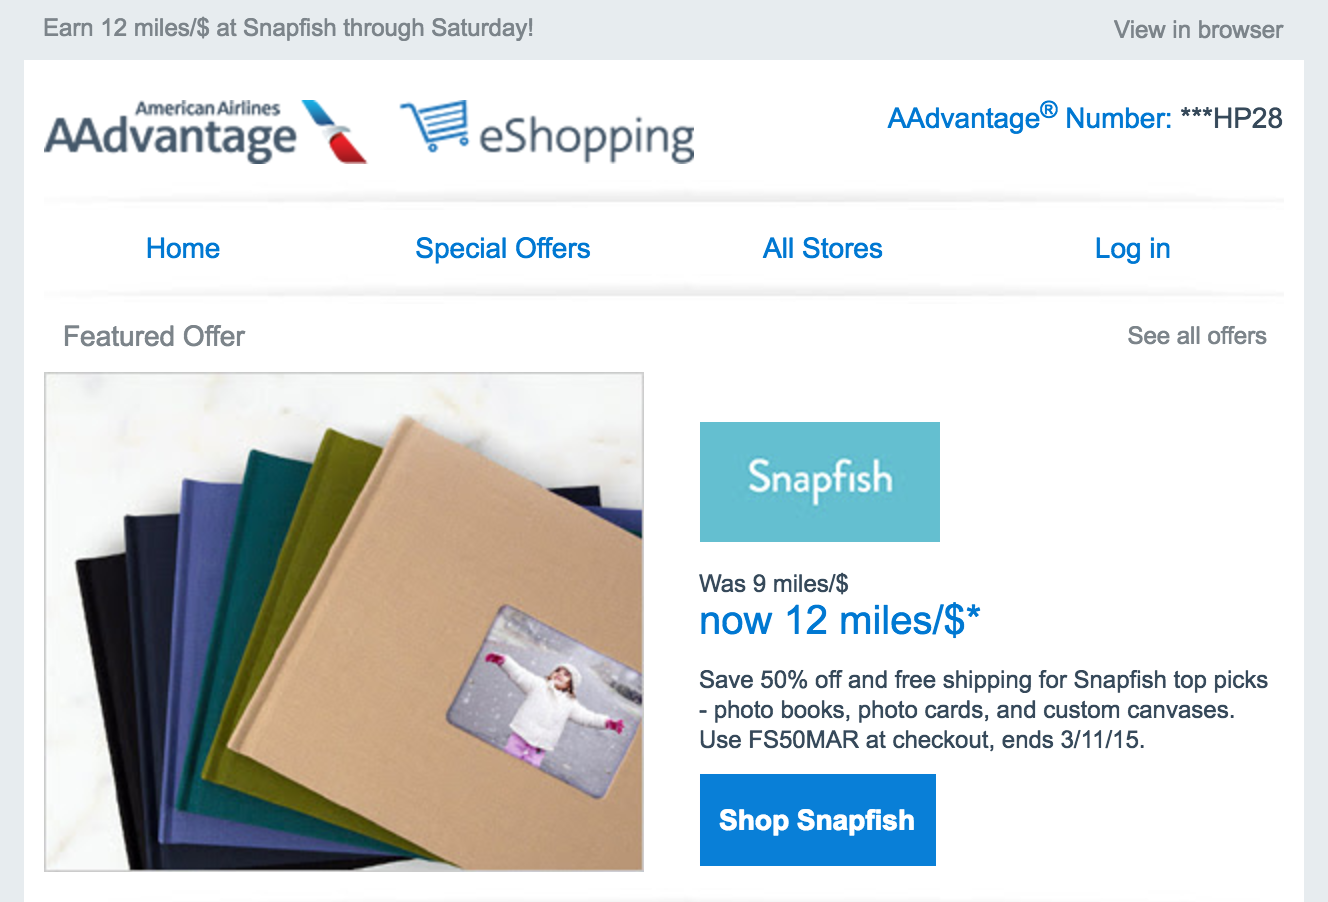 Earn 12 miles/$ at Snapfish through Saturday!
View in browser
American Airlines
AAdvantage
eShopping
AAdvantage® Number: ***HP28
Home
Special Offers
All Stores
Log in
Featured Offer
See all offers
Snapfish
Was 9 miles/$
now 12 miles/$*
Save 50% off and free shipping for Snapfish top picks
- photo books, photo cards, and custom canvases.
Use FS50MAR at checkout, ends 3/11/15.
Shop Snapfish